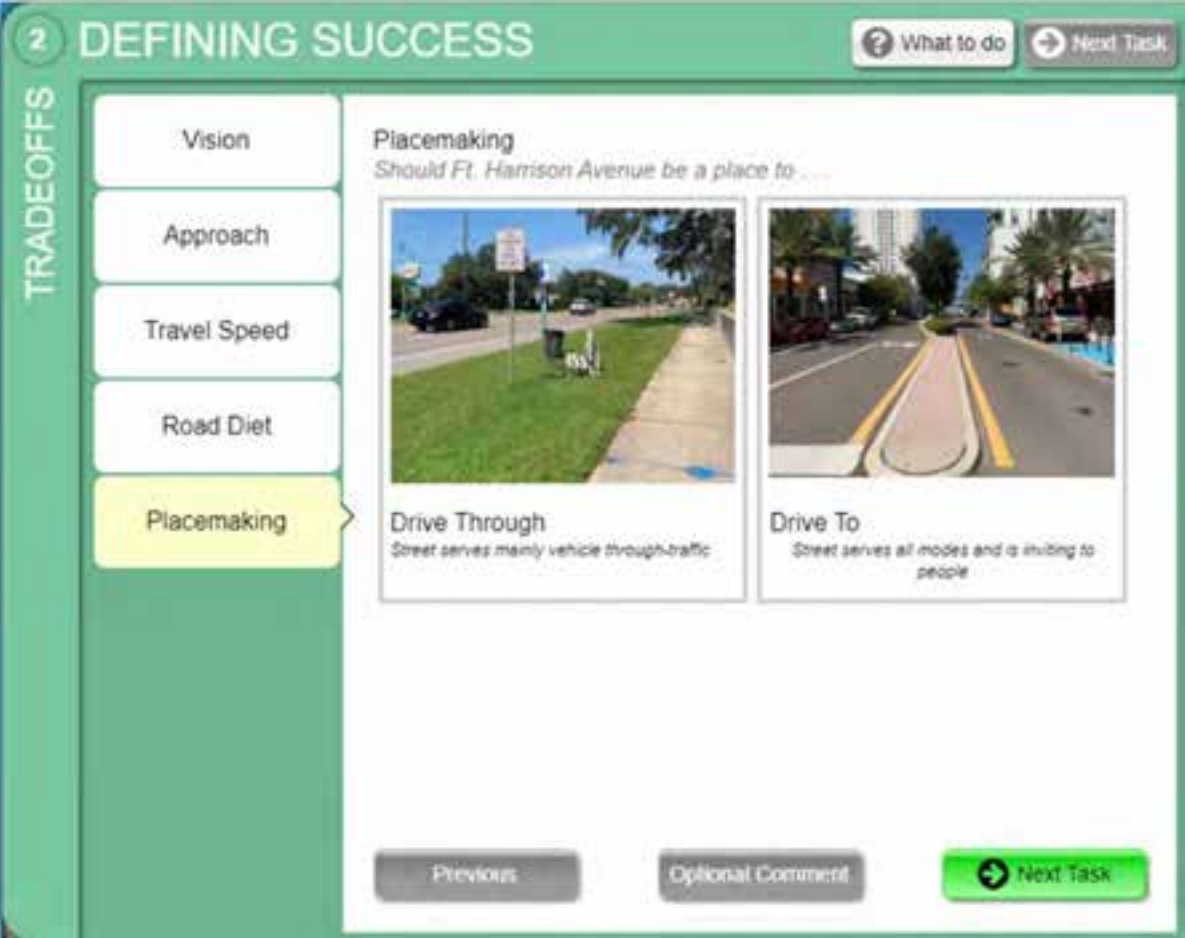 2 DEFINING SUCCESS
What to do
Next Task
TRADEOFFS
Vision
Approach
Travel Speed
Road Diet
Placemaking
Placemaking
Should Ft. Harrison Avenue be a place to . . .
Drive Through
Street serves mainly vehicle through-traffic
Drive To
Street serves all modes and is inviting to
people
Previous
Optional Comment
Next Task